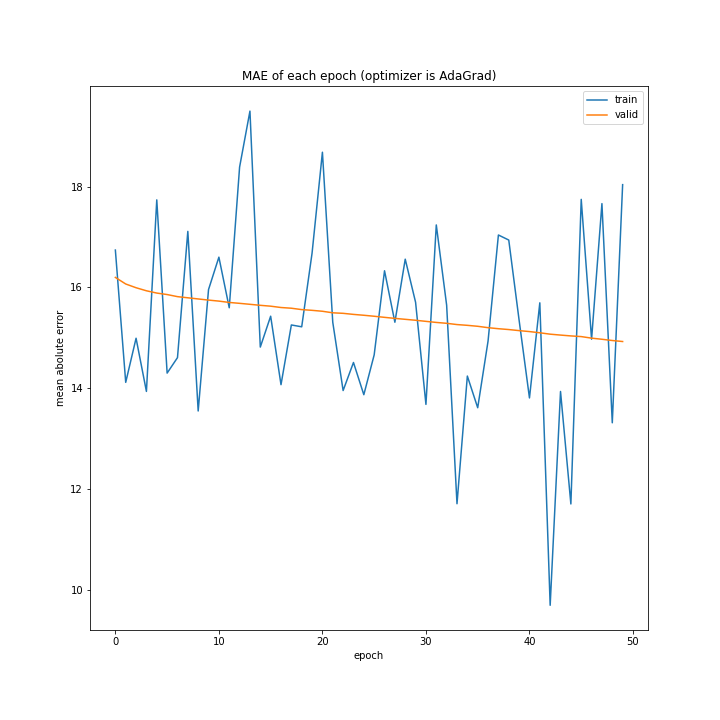 MAE of each epoch (optimizer is AdaGrad)
train
valid
18
16
14
12
10
mean abolute error
0 10 20 30 40 50
epoch